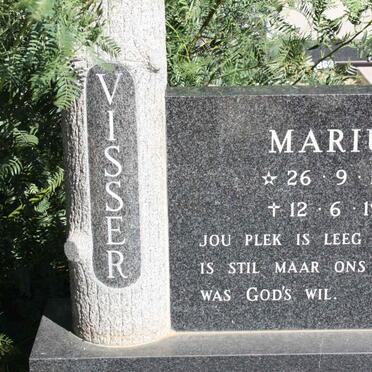 VISSER
MARIU
☆ 26 · 9 ·
✝ 12 · 6 · 1
JOU PLEK IS LEEG
IS STIL MAAR ONS
WAS GOD'S WIL.